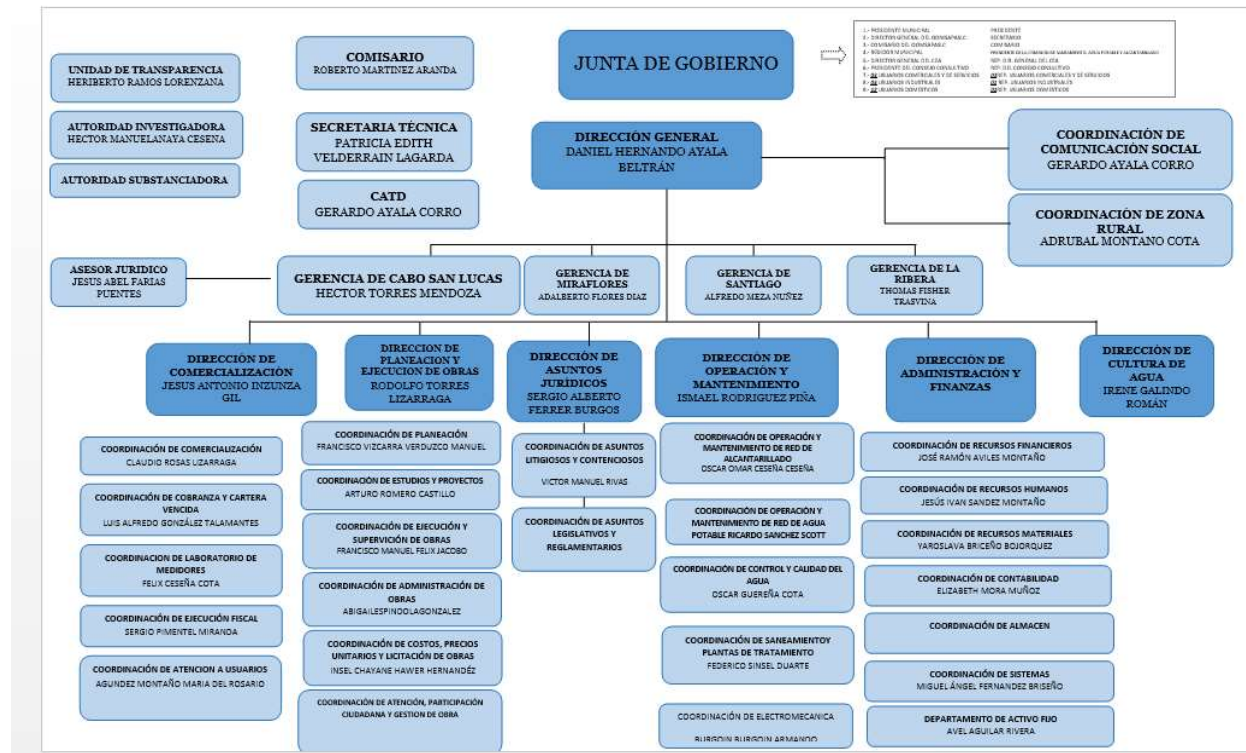 UNIDAD DE TRANSPARENCIA
HERIBERTO RAMOS LORENZANA
AUTORIDAD INVESTIGADORA
HECTOR MANUELANAYA CESENA
AUTORIDAD SUBSTANCIADORA
COMISARIO
ROBERTO MARTINEZ ARANDA
SECRETARIA TÉCNICA
PATRICIA EDITH
VELDERRAIN LAGARDA
CATD
GERARDO AYALA CORRO
JUNTA DE GOBIERNO
1.- PRESIDENTE MUNICIPAL PRESIDENTE
SECRETARIO
COMISARIO
DIRECCIÓN GENERAL
DANIEL HERNANDO AYALA
BELTRÁN
COORDINACIÓN DE
COMUNICACIÓN SOCIAL
GERARDO AYALA CORRO
COORDINACIÓN DE ZONA
RURAL
ADRUBAL MONTANO COTA
ASESOR JURIDICO
JESUS ABEL FARIAS
PUENTES
GERENCIA DE CABO SAN LUCAS
HECTOR TORRES MENDOZA
GERENCIA DE
MIRAFLORES
ADALBERTO FLORES DIAZ
GERENCIA DE
SANTIAGO
ALFREDO MEZA NUÑEZ
GERENCIA DE LA
RIBERA
THOMAS FISHER
TRASVINA
DIRECCIÓN DE
COMERCIALIZACIÓN
JESUS ANTONIO INZUNZA
GIL
COORDINACIÓN DE COMERCIALIZACIÓN
CLAUDIO ROSAS LIZARRAGA
COORDINACIÓN DE COBRANZA Y CARTERA
VENCIDA
LUIS ALFREDO GONZÁLEZ TALAMANTES
COORDINACION DE LABORATORIO DE
MEDIDORES
FELIX CESEÑA COTA
COORDINACIÓN DE EJECUCIÓN FISCAL
SERGIO PIMENTEL MIRANDA
COORDINACIÓN DE ATENCION A USUARIOS
AGUNDEZ MONTAÑO MARIA DEL ROSARIO
DIRECCION DE
PLANEACION Y
EJECUCION DE OBRAS
RODOLFO TORRES
LIZARRAGA
COORDINACIÓN DE PLANEACIÓN
FRANCISCO VIZCARRA VERDUZCO MANUEL
COORDINACIÓN DE ESTUDIOS Y PROYECTOS
ARTURO ROMERO CASTILLO
COORDINACIÓN DE EJECUCIÓN Y
SUPERVICIÓN DE OBRAS
FRANCISCO MANUEL FELIX JACOBO
COORDINACIÓN DE ADMINISTRACIÓN DE
OBRAS
ABIGAILESPINDOLAGONZALEZ
COORDINACIÓN DE COSTOS, PRECIOS
UNITARIOS Y LICITACIÓN DE OBRAS
INSEL CHAYANE HAWER HERNANDÉZ
COORDINACIÓN DE ATENCIÓN, PARTICIPACIÓN
CIUDADANA Y GESTION DE OBRA
DIRECCIÓN DE
ASUNTOS
JURÍDICOS
SERGIO ALBERTO
FERRER BURGOS
COORDINACIÓN DE ASUNTOS
LITIGIOSOS Y CONTENCIOSOS
VICTOR MANUEL RIVAS
COORDINACIÓN DE ASUNTOS
LEGISLATIVOS Y
REGLAMENTARIOS
DIRECCIÓN DE
OPERACIÓN Y
MANTENIMIENTO
ISMAEL RODRIGUEZ PIÑA
COORDINACIÓN DE OPERACIÓN Y
MANTENIMIENTO DE RED DE
ALCANTARILLADO
OSCAR OMAR CESEÑA CESEÑA
COORDINACIÓN DE OPERACIÓN Y
MANTENIMIENTO DE RED DE AGUA
POTABLE RICARDO SANCHEZ SCOTT
COORDINACIÓN DE CONTROL Y CALIDAD DEL
AGUA
OSCAR GUEREÑA COTA
COORDINACIÓN DE SANEAMIENTOY
PLANTAS DE TRATAMIENTO
FEDERICO SINSEL DUARTE
COORDINACIÓN DE ELECTROMECANICA
BURGOIN BURGOIN ARMANDO
DIRECCIÓN DE
ADMINISTRACIÓN Y
FINANZAS
COORDINACIÓN DE RECURSOS FINANCIEROS
JOSÉ RAMÓN AVILES MONTAÑO
COORDINACIÓN DE RECURSOS HUMANOS
JESÚS IVAN SANDEZ MONTAÑO
COORDINACIÓN DE RECURSOS MATERIALES
YAROSLAVA BRICEÑO BOJORQUEZ
COORDINACIÓN DE CONTABILIDAD
ELIZABETH MORA MUÑOZ
COORDINACIÓN DE ALMACEN
COORDINACIÓN DE SISTEMAS
MIGUEL ÁNGEL FERNANDEZ BRISEÑO
DEPARTAMENTO DE ACTIVO FIJO
AVEL AGUILAR RIVERA
DIRECCIÓN DE
CULTURA DE
AGUA
IRENE GALINDO
ROMÁN